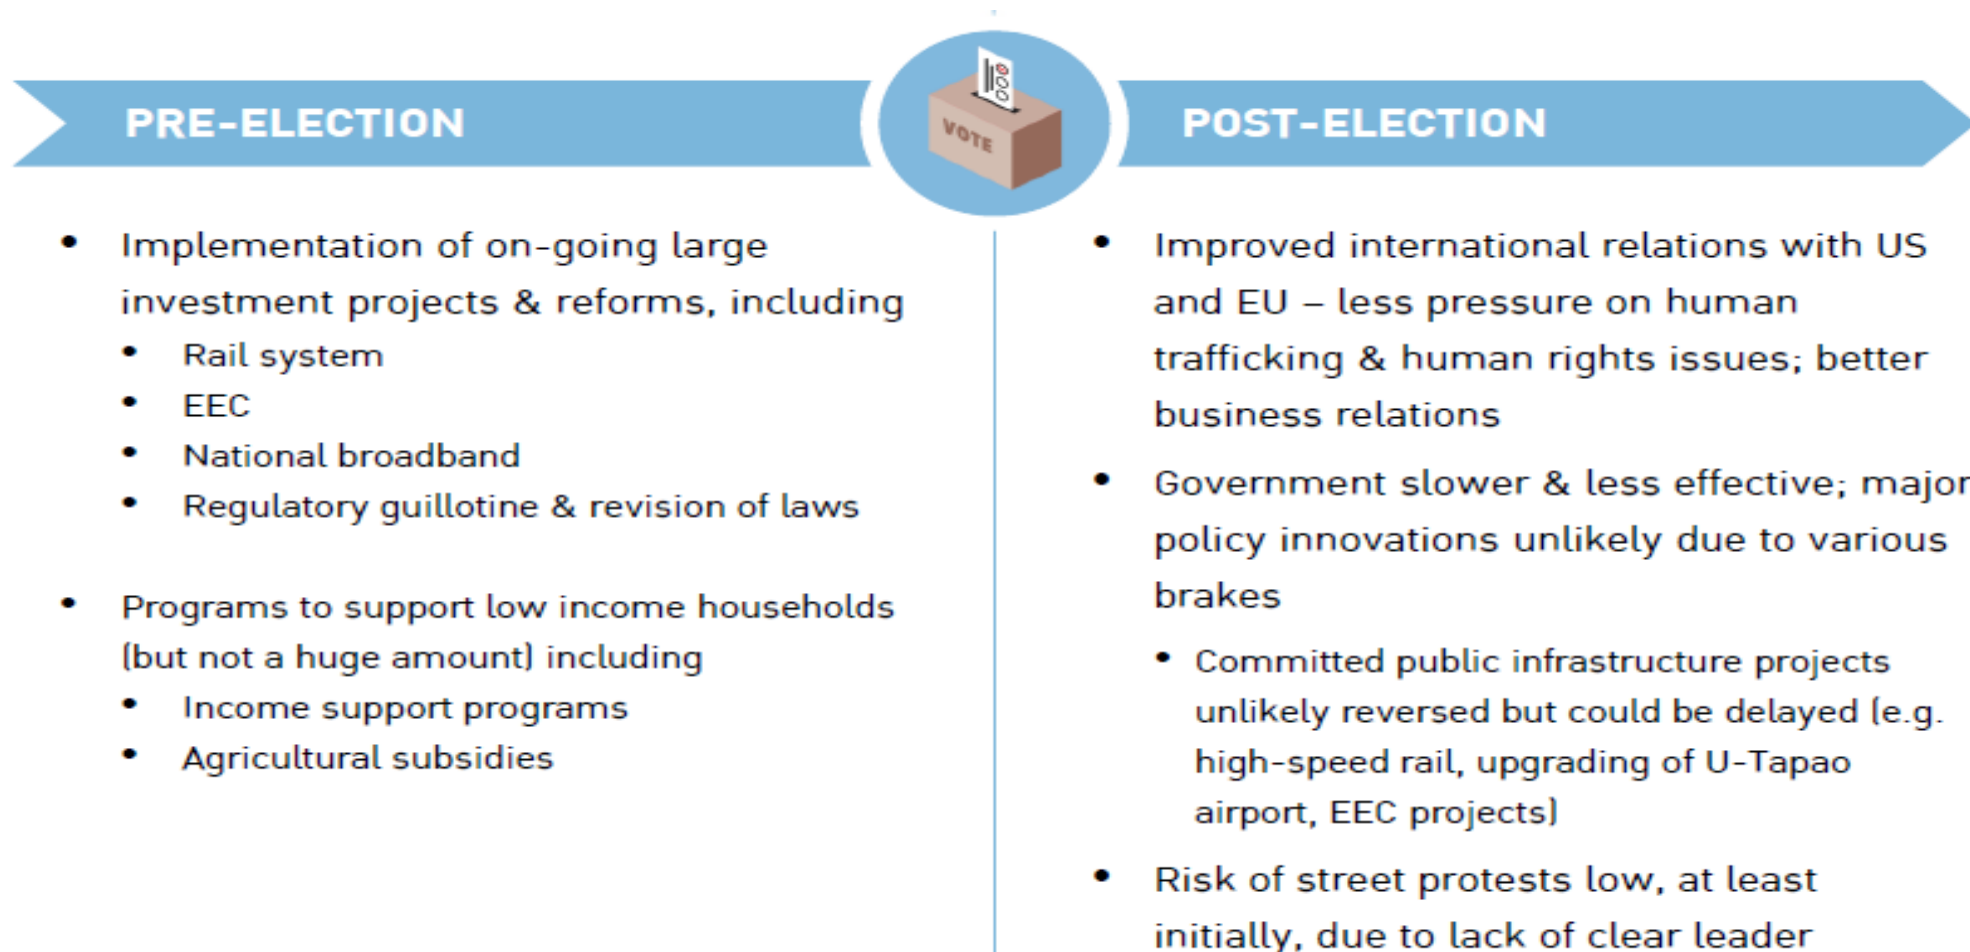 PRE-ELECTION
VOTE
POST-ELECTION
• Implementation of on-going large
investment projects & reforms, including
• Rail system
• EEC
• National broadband
• Regulatory guillotine & revision of laws
• Programs to support low income households
(but not a huge amount) including
• Income support programs
• Agricultural subsidies
• Improved international relations with US
and EU – less pressure on human
trafficking & human rights issues; better
business relations
• Government slower & less effective; major
policy innovations unlikely due to various
brakes
• Committed public infrastructure projects
unlikely reversed but could be delayed (e.g.
high-speed rail, upgrading of U-Tapao
airport, EEC projects)
• Risk of street protests low, at least
initially, due to lack of clear leader